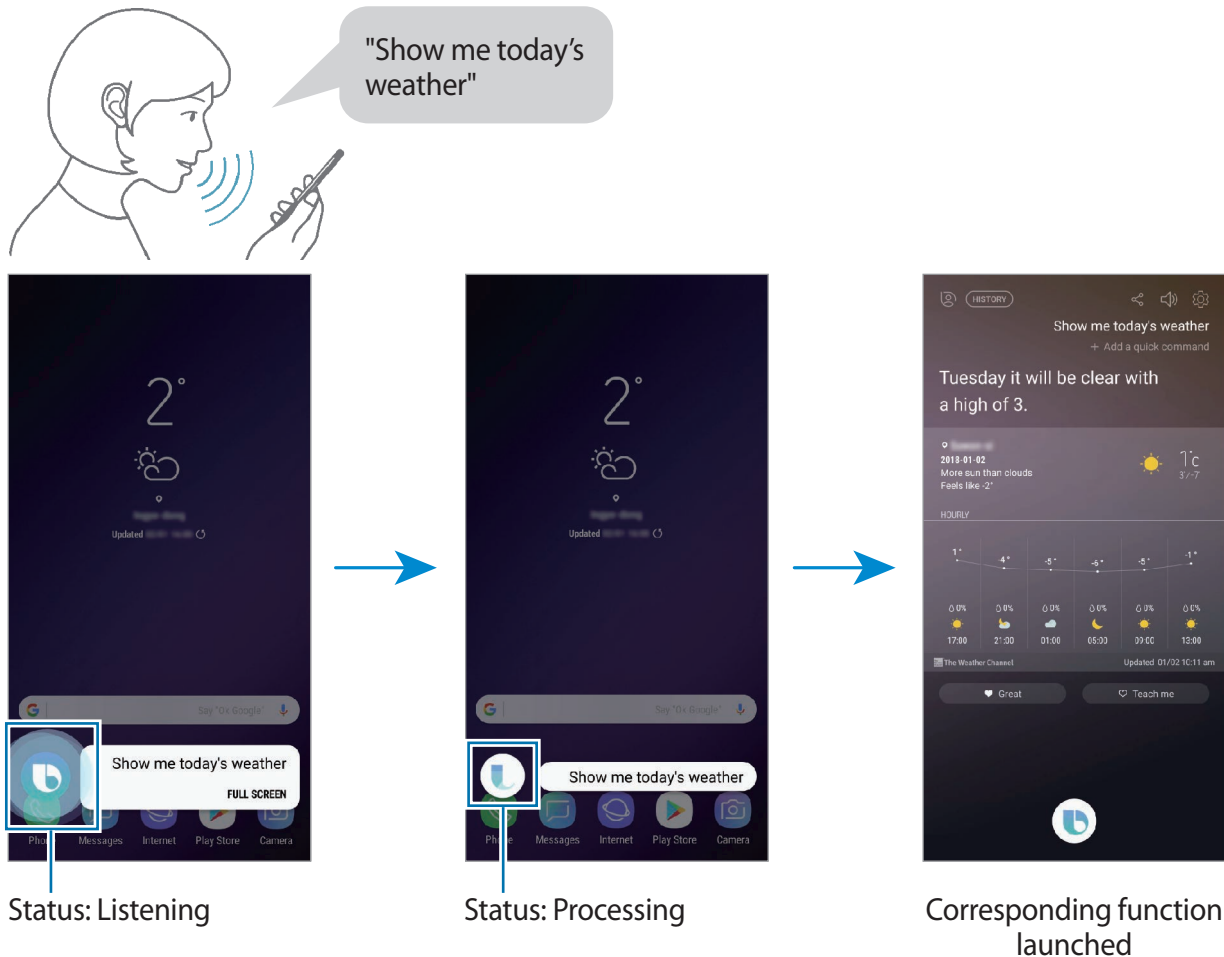 "Show me today's
weather"
2°
Updated
Say "Ok Google"
Show me today's weather
FULL SCREEN
Phone Messages Internet Play Store Camera
Status: Listening
2°
Updated
Say "Ok Google"
Show me today's weather
Phone Messages Internet Play Store Camera
Status: Processing
HISTORY
Show me today's weather
+ Add a quick command
Tuesday it will be clear with
a high of 3.
2018-01-02
More sun than clouds
Feels like -2°
1°c
3°/-7°
HOURLY
1° -4° -5° -6° -5° -1°
0% 0% 0% 0% 0% 0%
17:00 21:00 01:00 05:00 09:00 13:00
The Weather Channel Updated 01/02 10:11 am
Great Teach me
Corresponding function
launched